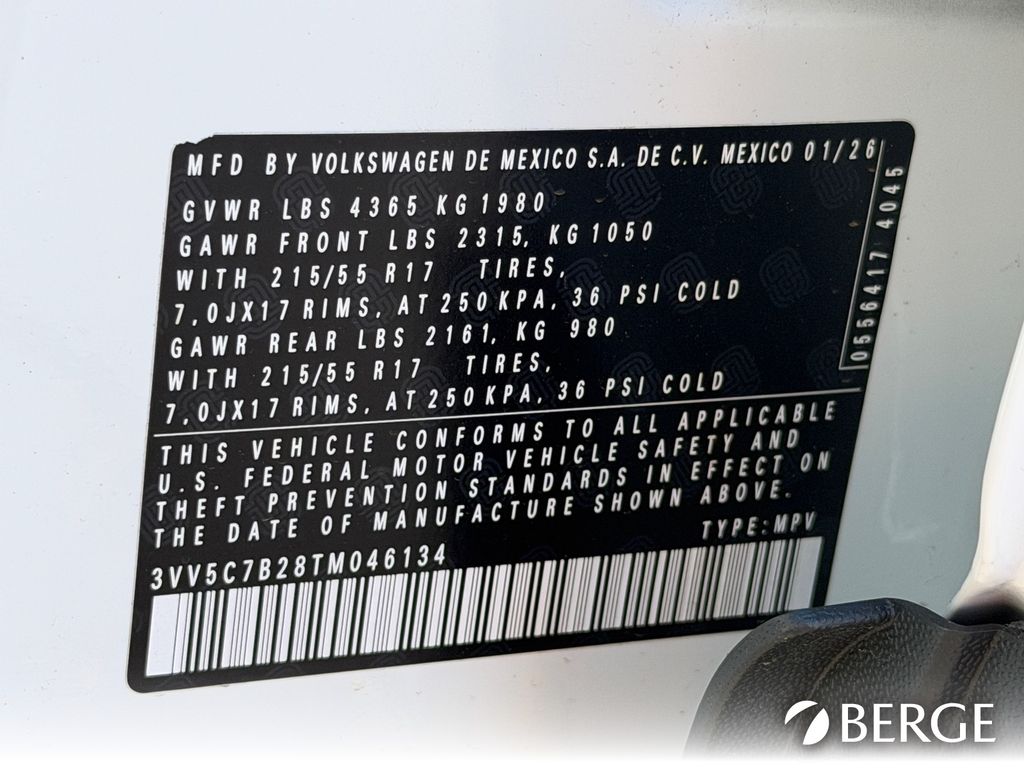 MFD BY VOLKSWAGEN DE MEXICO S.A. DE C.V. MEXICO 01/26
GVWR LBS 4365 KG 1980
GAWR FRONT LBS 2315, KG 1050
WITH 215/55 R17 TIRES,
7,0JX17 RIMS, AT 250 KPA, 36 PSI COLD
GAWR REAR LBS 2161, KG 980
WITH 215/55 R17 TIRES,
7,0JX17 RIMS, AT 250 KPA, 36 PSI COLD
0556417 4045
THIS VEHICLE CONFORMS TO ALL APPLICABLE
U.S. FEDERAL MOTOR VEHICLE SAFETY AND
THEFT PREVENTION STANDARDS IN EFFECT ON
THE DATE OF MANUFACTURE SHOWN ABOVE.
TYPE:MPV
3VV5C7B28TM046134
BERGE